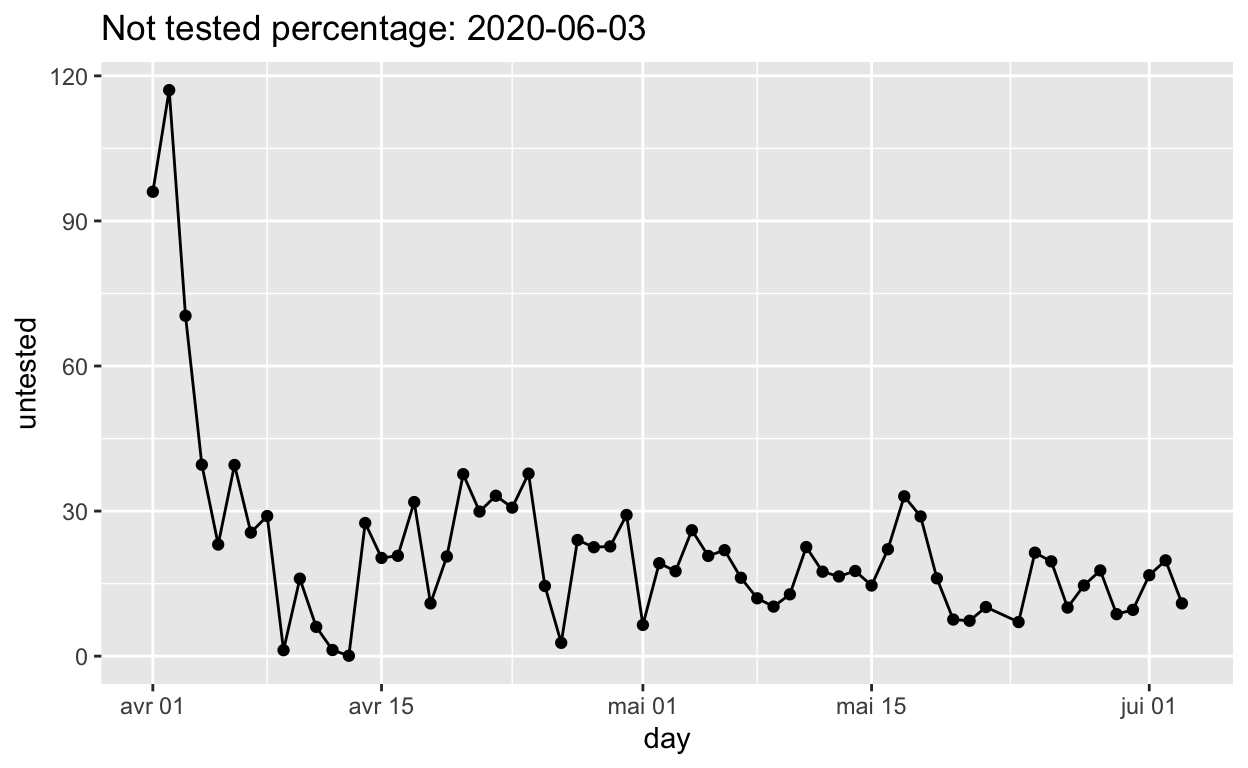 Not tested percentage: 2020-06-03
120
90
60
30
0
untested
avr 01
avr 15
mai 01
mai 15
jui 01
day